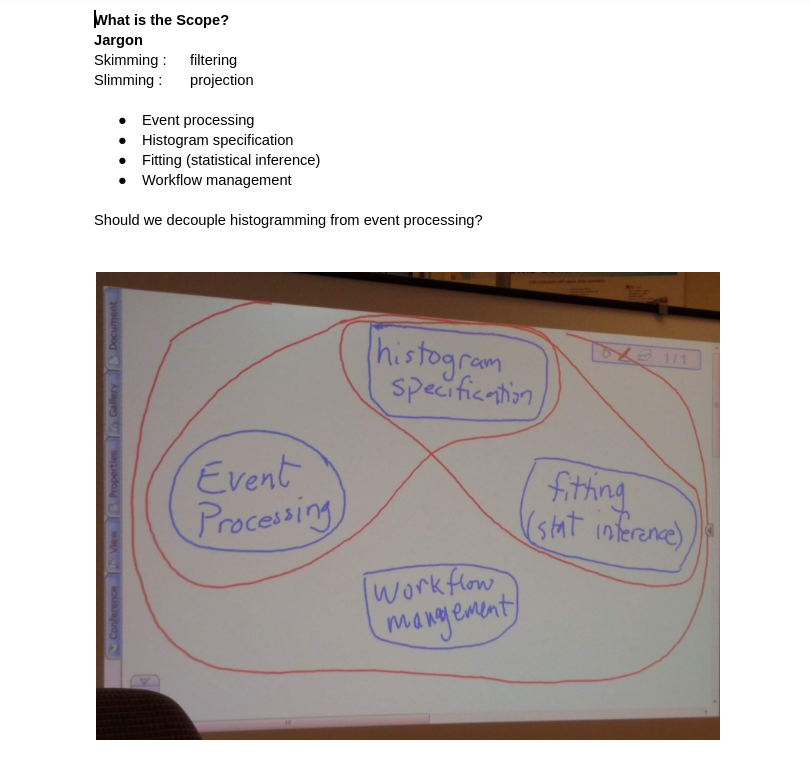 What is the Scope?
Jargon
Skimming : filtering
Slimming : projection
● Event processing
● Histogram specification
● Fitting (statistical inference)
● Workflow management
Should we decouple histogramming from event processing?
Document
Gallery
Properties
View
Conference
1/1
histogram
specification
Event
Processing
fitting
(stat inference)
Workflow
management